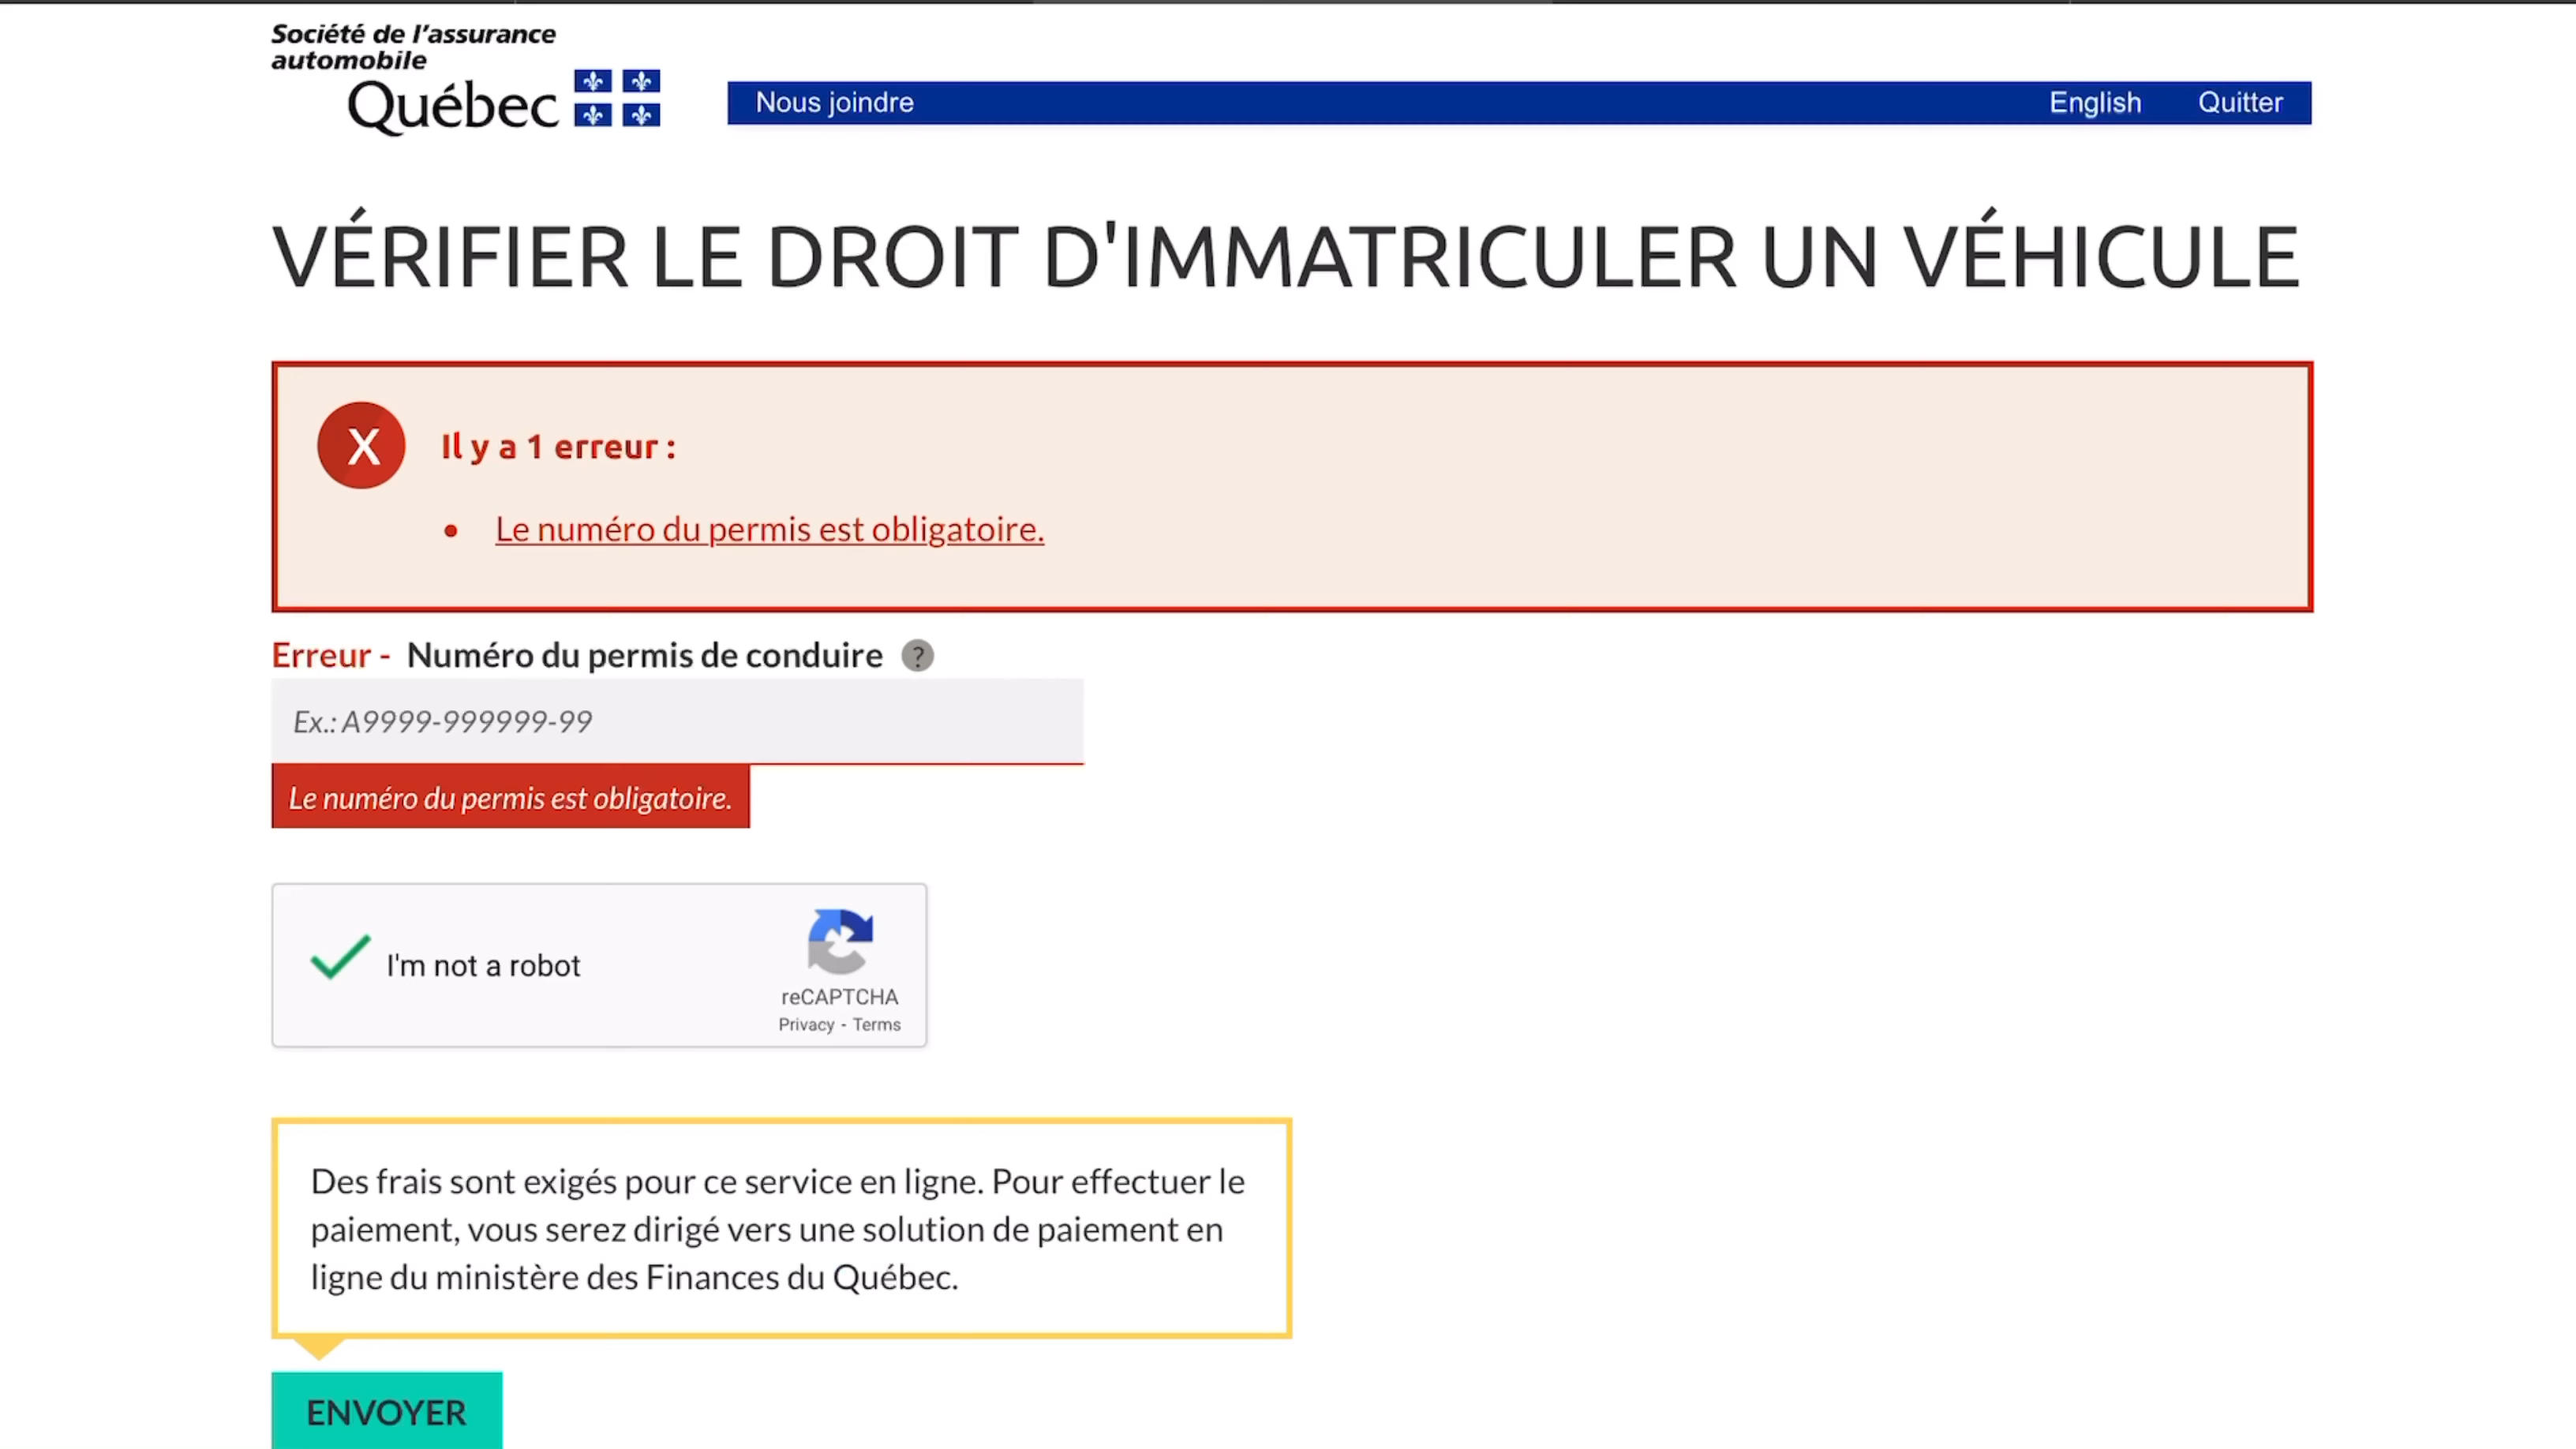 Société de l'assurance
automobile
Québec
Nous joindre
English
Quitter
VÉRIFIER LE DROIT D'IMMATRICULER UN VÉHICULE
X
Il y a 1 erreur :
• Le numéro du permis est obligatoire.
Erreur - Numéro du permis de conduire ?
Ex.: A9999-999999-99
Le numéro du permis est obligatoire.
I'm not a robot
reCAPTCHA
Privacy - Terms
Des frais sont exigés pour ce service en ligne. Pour effectuer le
paiement, vous serez dirigé vers une solution de paiement en
ligne du ministère des Finances du Québec.
ENVOYER